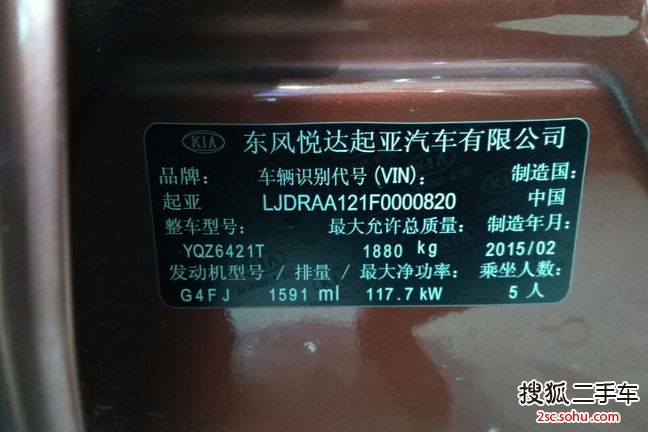 KIA 东风悦达起亚汽车有限公司
品牌: 车辆识别代号(VIN): 制造国:
起亚 LJDRAA121F0000820 中国
整车型号: 最大允许总质量: 制造年月:
YQZ6421T 1880 kg 2015/02
发动机型号/排量/最大净功率: 乘坐人数:
G4FJ 1591 ml 117.7 kW 5 人
搜狐二手车
2sc.sohu.com